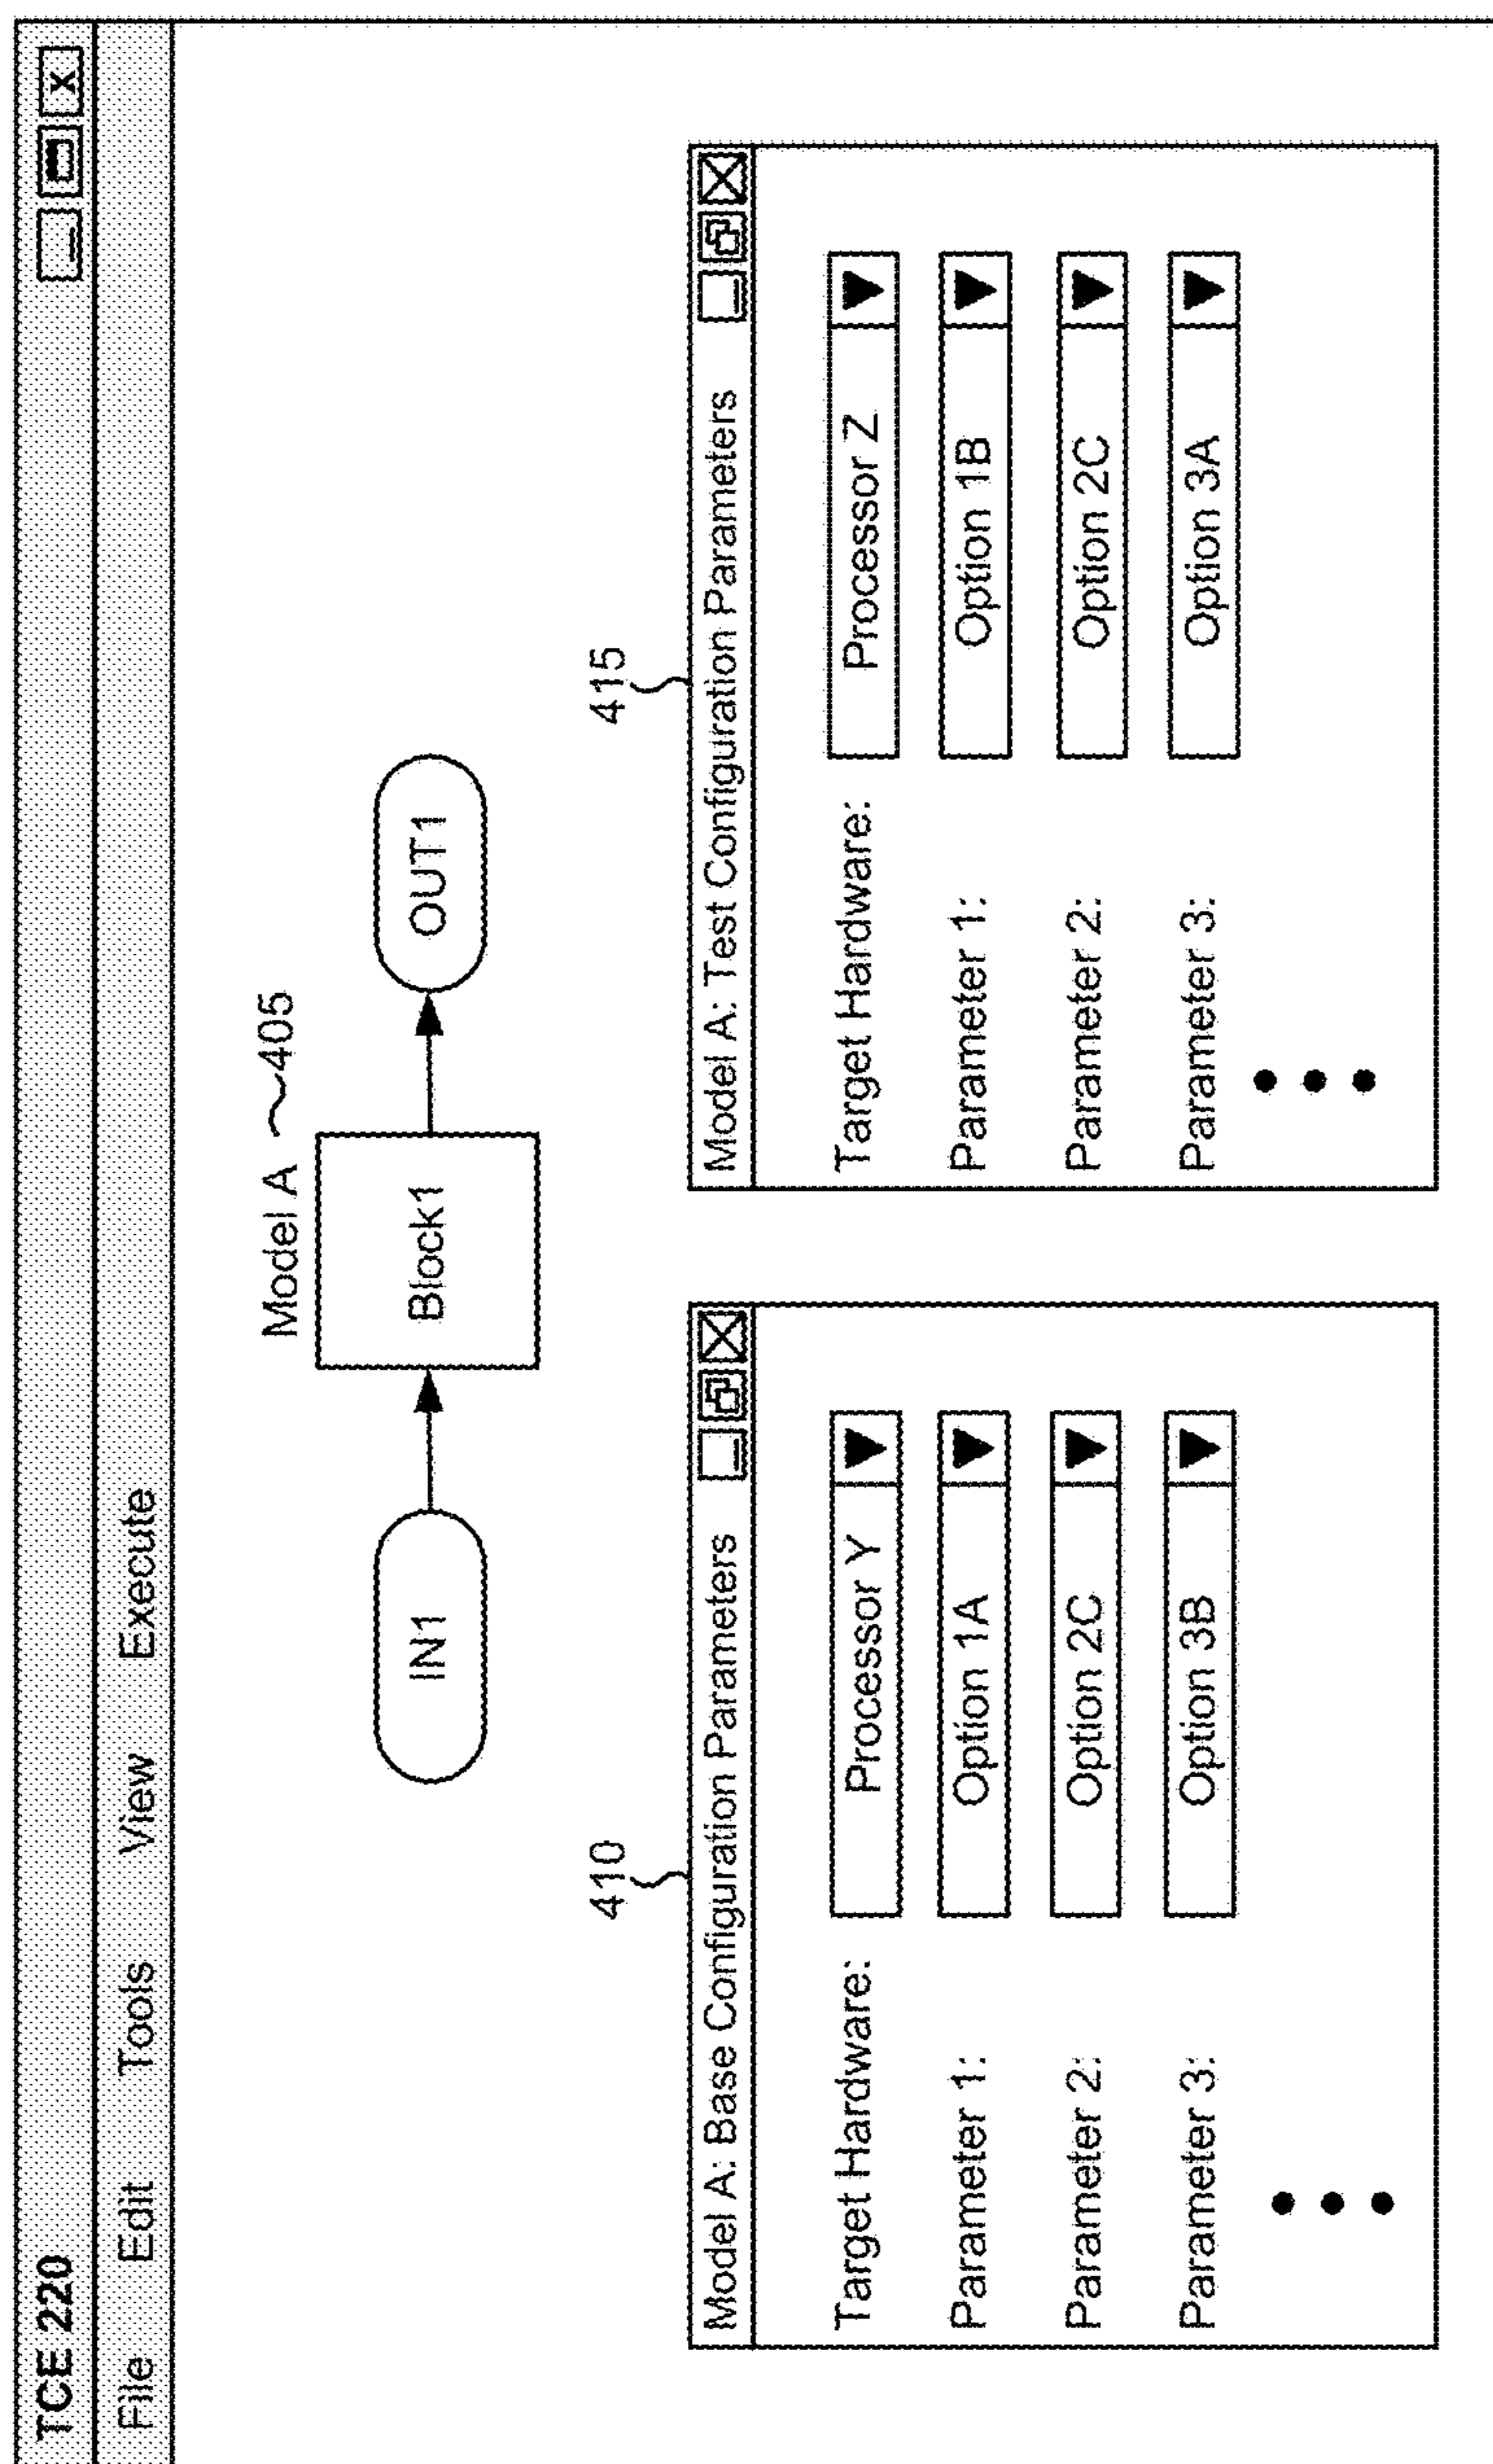 TCE 220
File Edit Tools View Execute
Model A 405
IN1
Block1
OUT1
410
Model A: Base Configuration Parameters
Target Hardware: Processor Y
Parameter 1: Option 1A
Parameter 2: Option 2C
Parameter 3: Option 3B
415
Model A: Test Configuration Parameters
Target Hardware: Processor Z
Parameter 1: Option 1B
Parameter 2: Option 2C
Parameter 3: Option 3A